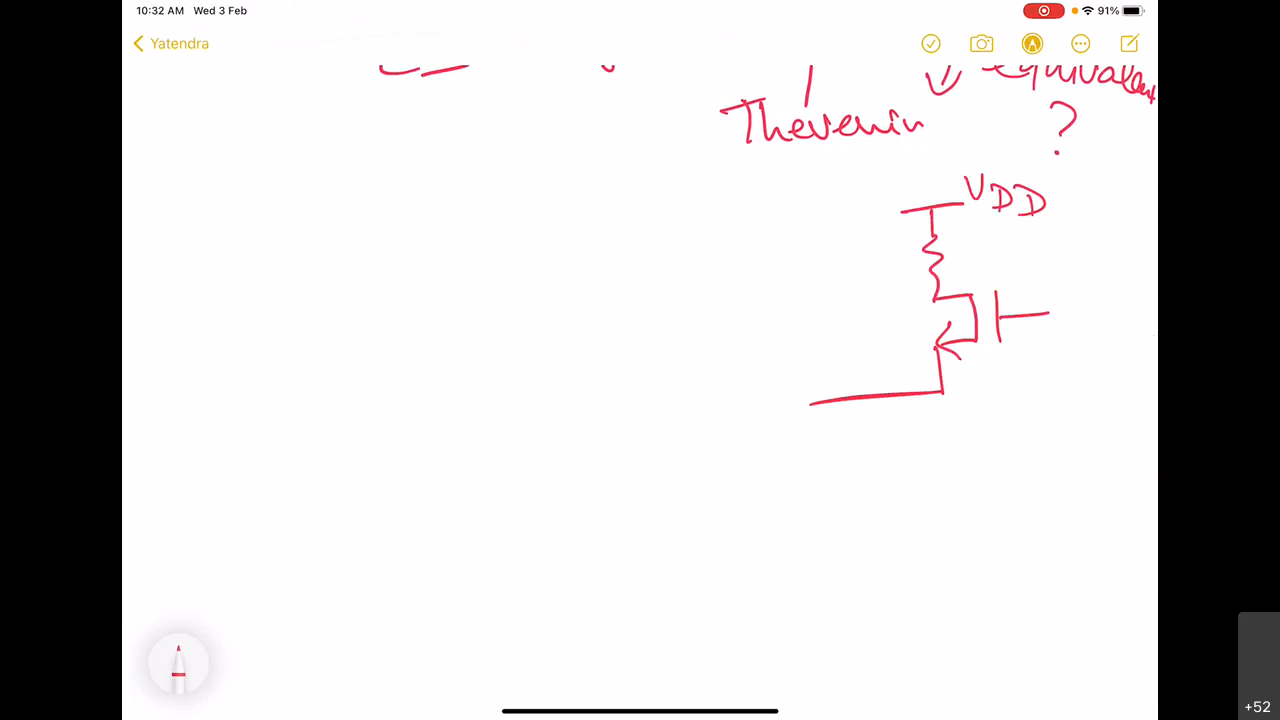 10:32 AM Wed 3 Feb
91%
Yatendra
equivalent
Thevenin
?
VDD
+52